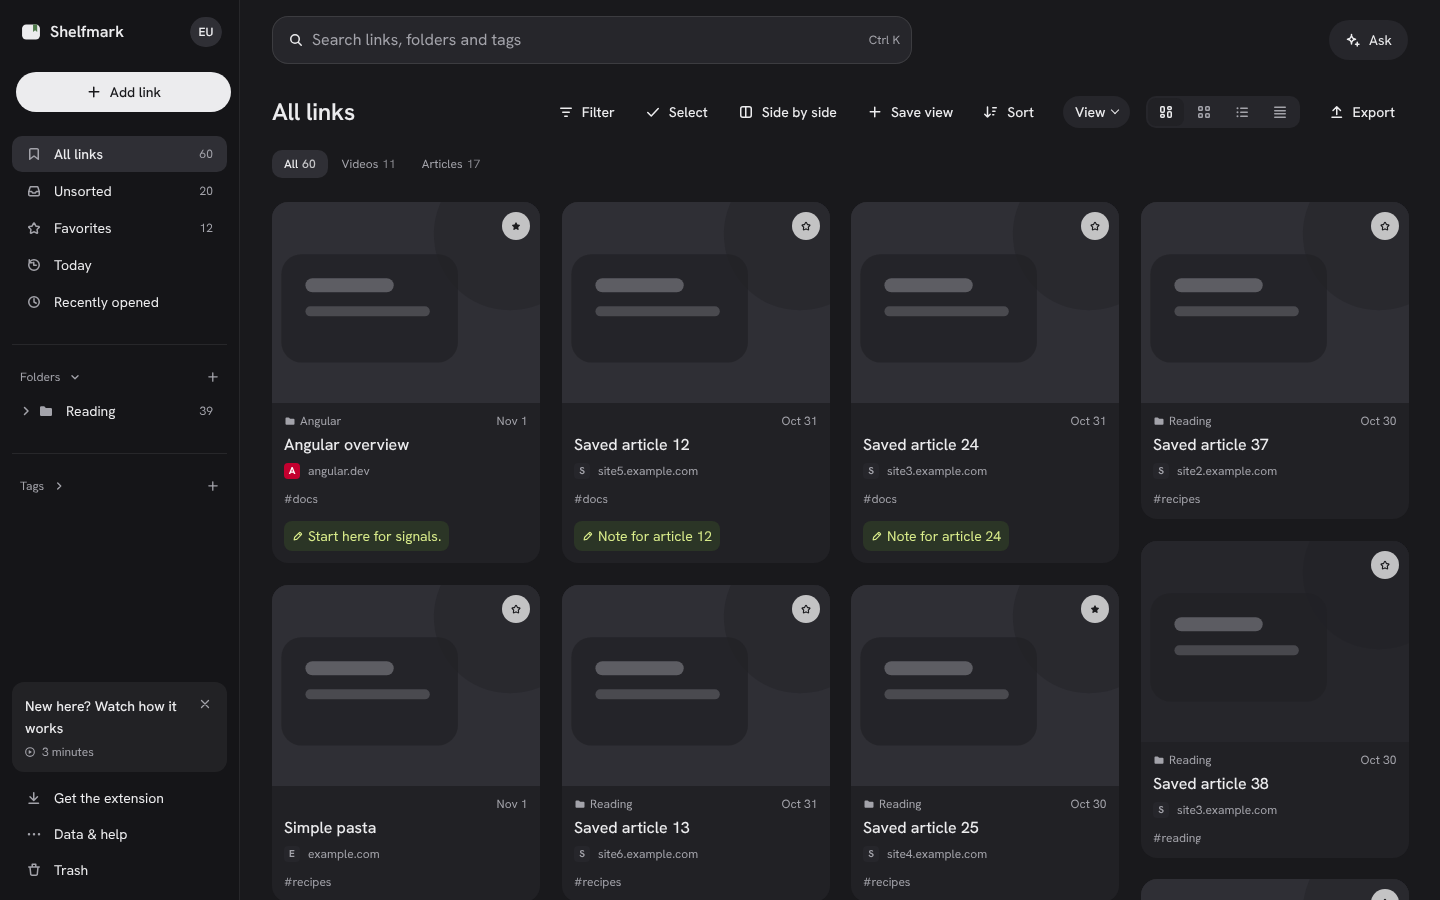 Shelfmark
EU
Add link
All links 60
Unsorted 20
Favorites 12
Today
Recently opened
Folders
Reading 39
Tags
New here? Watch how it
works
3 minutes
Get the extension
Data & help
Trash
Search links, folders and tags Ctrl K
Ask
All links
Filter
Select
Side by side
Save view
Sort
View
Export
All 60
Videos 11
Articles 17
Angular Nov 1
Angular overview
A angular.dev
#docs
Start here for signals.
Oct 31
Saved article 12
S site5.example.com
#docs
Note for article 12
Oct 31
Saved article 24
S site3.example.com
#docs
Note for article 24
Reading Oct 30
Saved article 37
S site2.example.com
#recipes
Nov 1
Simple pasta
E example.com
#recipes
Reading Oct 31
Saved article 13
S site6.example.com
#recipes
Reading Oct 30
Saved article 25
S site4.example.com
#recipes
Reading Oct 30
Saved article 38
S site3.example.com
#reading